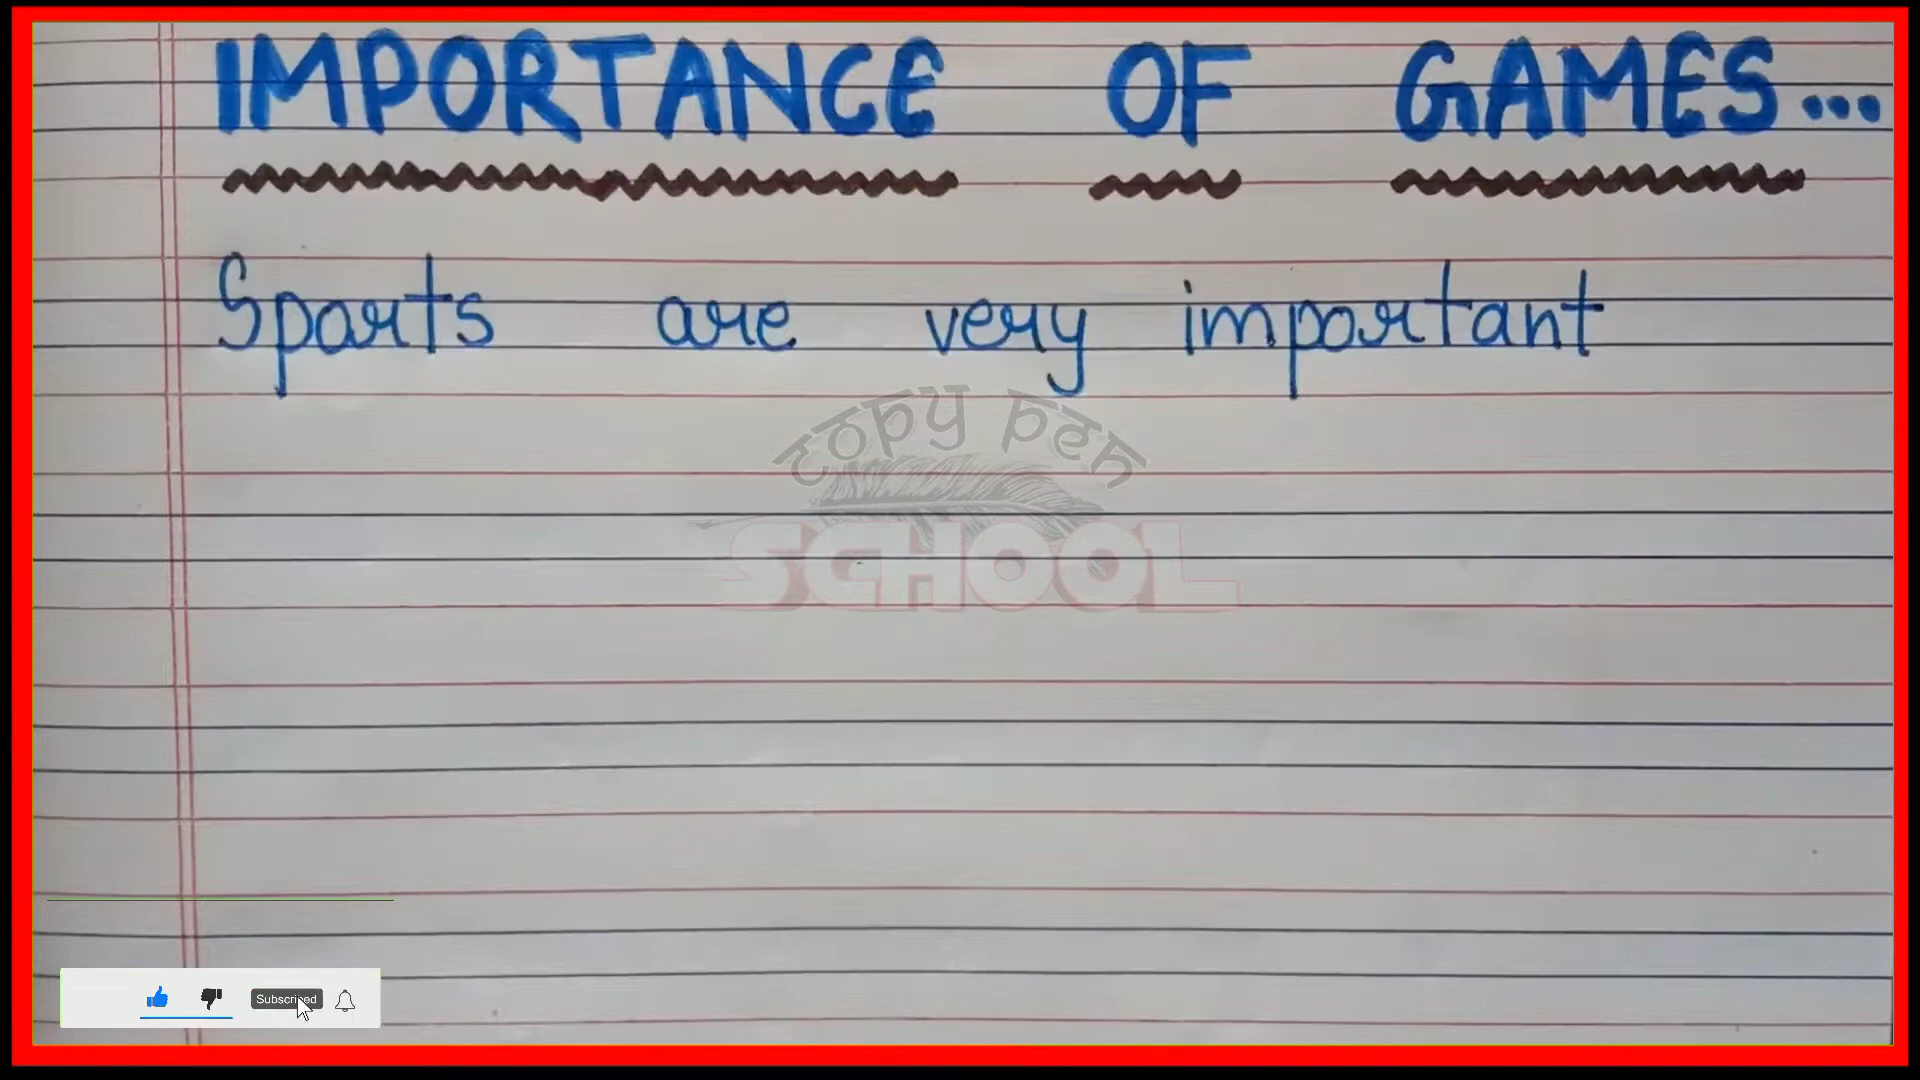 IMPORTANCE OF GAMES...
Sports are very important
copy pen
SCHOOL
Subscribed